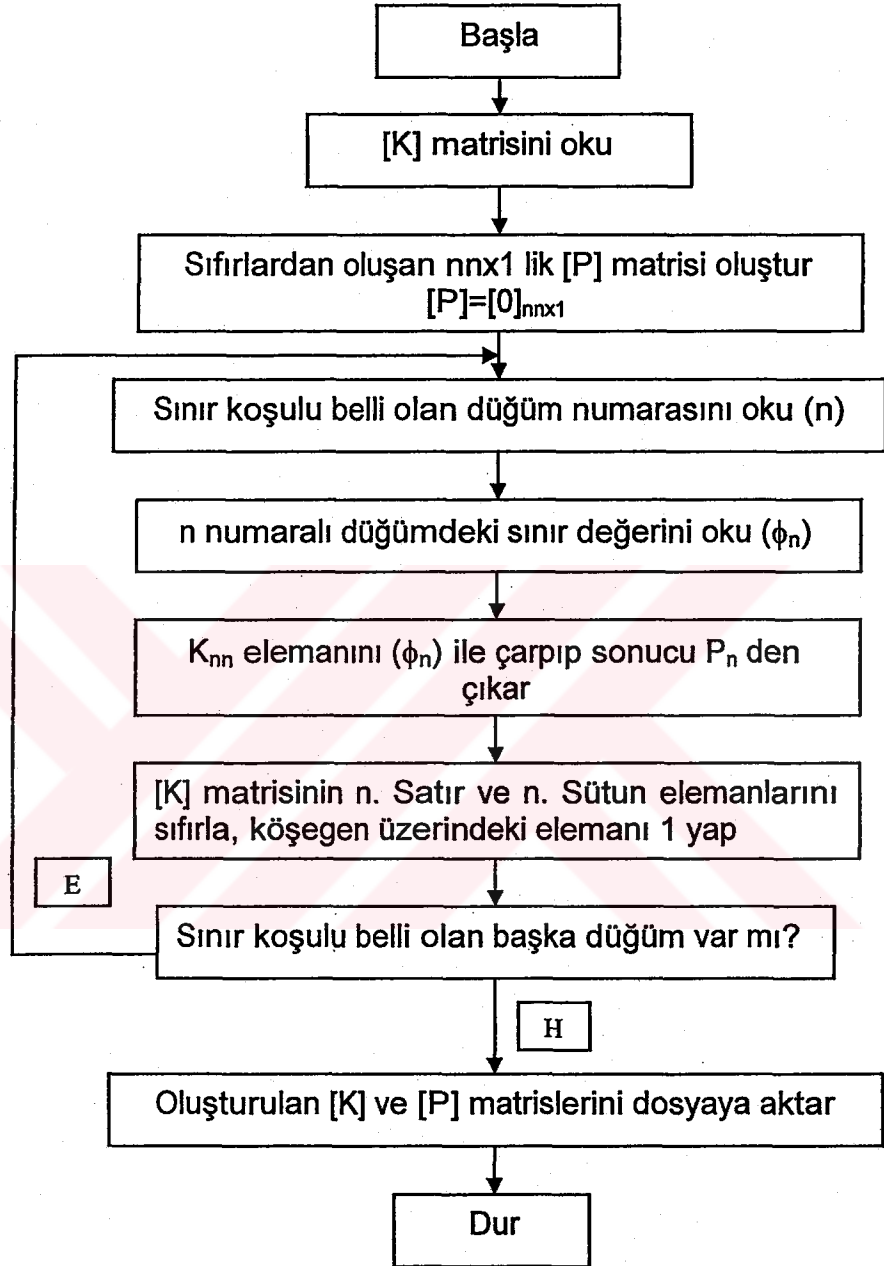 Başla
[K] matrisini oku
Sıfırlardan oluşan nnx1 lik [P] matrisi oluştur
[P]=[0]nnx1
Sınır koşulu belli olan düğüm numarasını oku (n)
n numaralı düğümdeki sınır değerini oku (ϕn)
Knn elemanını (ϕn) ile çarpıp sonucu Pn den
çıkar
[K] matrisinin n. Satır ve n. Sütun elemanlarını
sıfırla, köşegen üzerindeki elemanı 1 yap
E
Sınır koşulu belli olan başka düğüm var mı?
H
Oluşturulan [K] ve [P] matrislerini dosyaya aktar
Dur